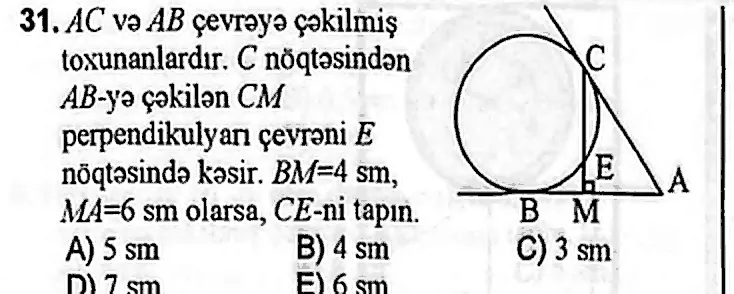 31. AC və AB çevrəyə çəkilmiş
toxunanlardır. C nöqtəsindən
AB-yə çəkilən CM
perpendikulyarı çevrəni E
nöqtəsində kəsir. BM=4 sm,
MA=6 sm olarsa, CE-ni tapın.
A) 5 sm B) 4 sm C) 3 sm
D) 7 sm E) 6 sm
C
E
A
B M